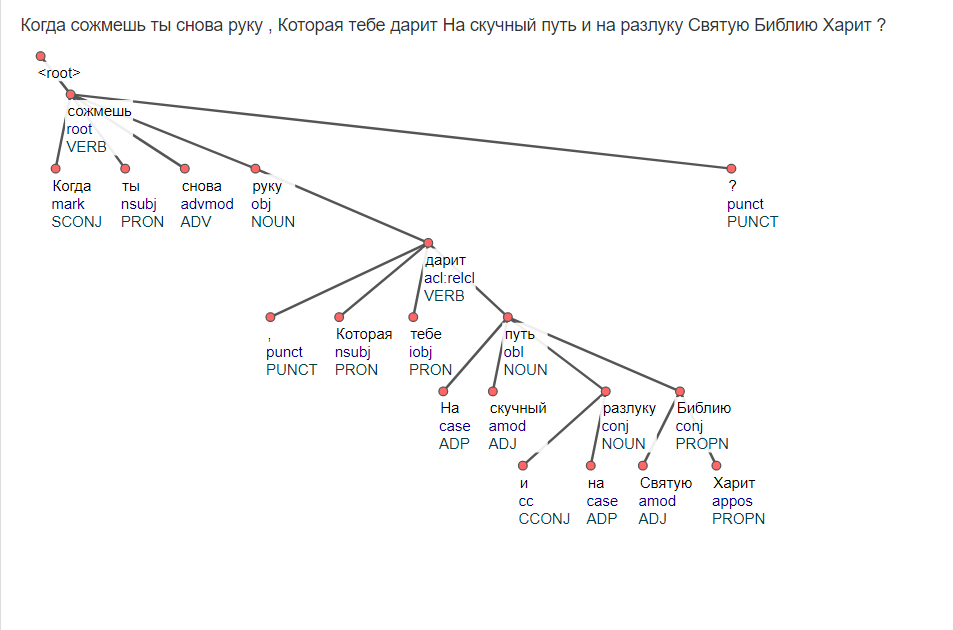 Когда сожмешь ты снова руку , Которая тебе дарит На скучный путь и на разлуку Святую Библию Харит ?
<root>
сожмешь
root
VERB
Когда ты снова руку ?
mark nsubj advmod obj punct
SCONJ PRON ADV NOUN PUNCT
дарит
acl:relcl
VERB
, Которая тебе путь
punct nsubj iobj obl
PUNCT PRON PRON NOUN
На скучный разлуку Библию
case amod conj conj
ADP ADJ NOUN PROPN
и на Святую Харит
cc case amod appos
CCONJ ADP ADJ PROPN